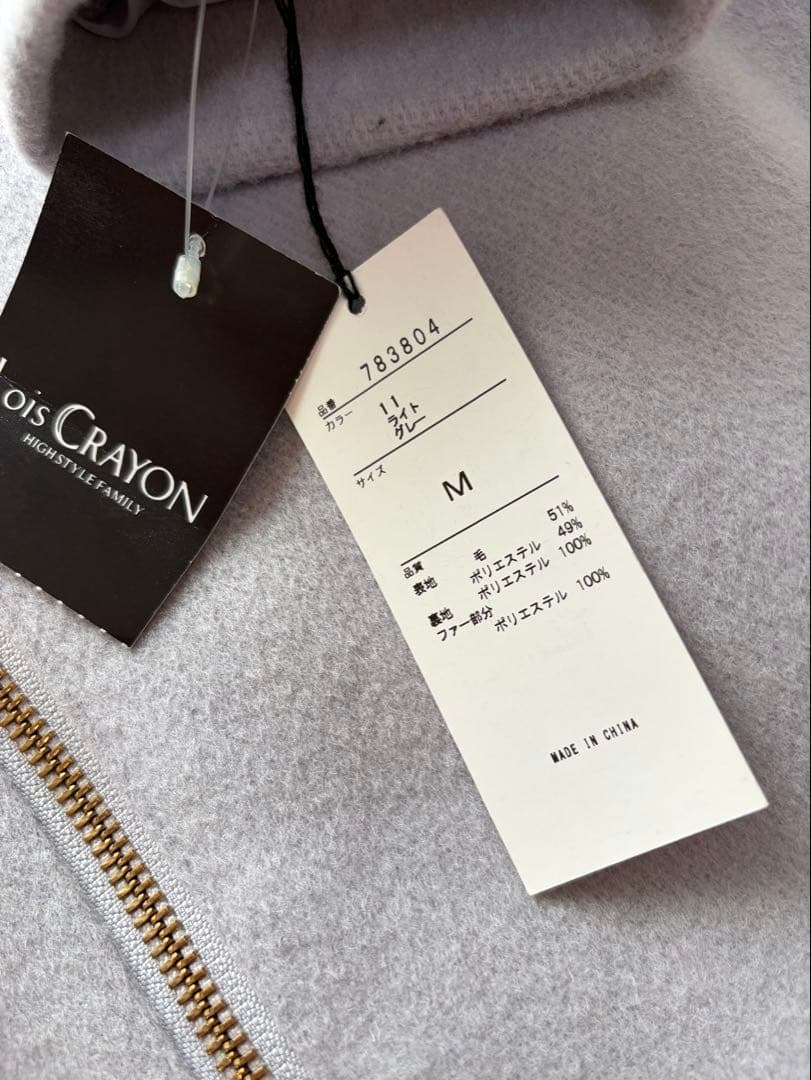 Lois CRAYON
HIGH STYLE FAMILY
品番 783804
カラー 11
ライト
グレー
サイズ M
品質
表地 毛 51%
ポリエステル 49%
裏地 ポリエステル 100%
ファー部分
ポリエステル 100%
MADE IN CHINA